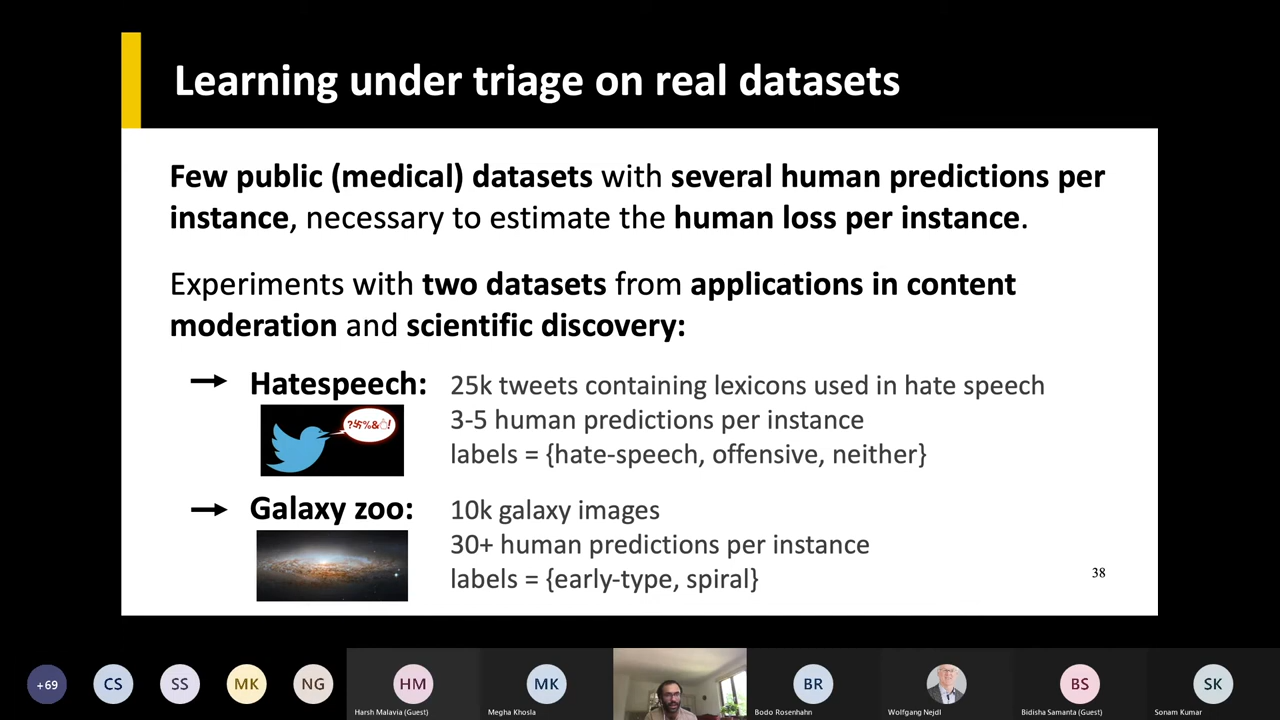 Learning under triage on real datasets
Few public (medical) datasets with several human predictions per
instance, necessary to estimate the human loss per instance.
Experiments with two datasets from applications in content
moderation and scientific discovery:
Hatespeech: 25k tweets containing lexicons used in hate speech
3-5 human predictions per instance
labels = {hate-speech, offensive, neither}
Galaxy zoo: 10k galaxy images
30+ human predictions per instance
labels = {early-type, spiral}
38
+69 CS SS MK NG HM MK BR BS SK
Harsh Malavia (Guest) Megha Khosla Bodo Rosenhahn Wolfgang Nejdl Bidisha Samanta (Guest) Sonam Kumar